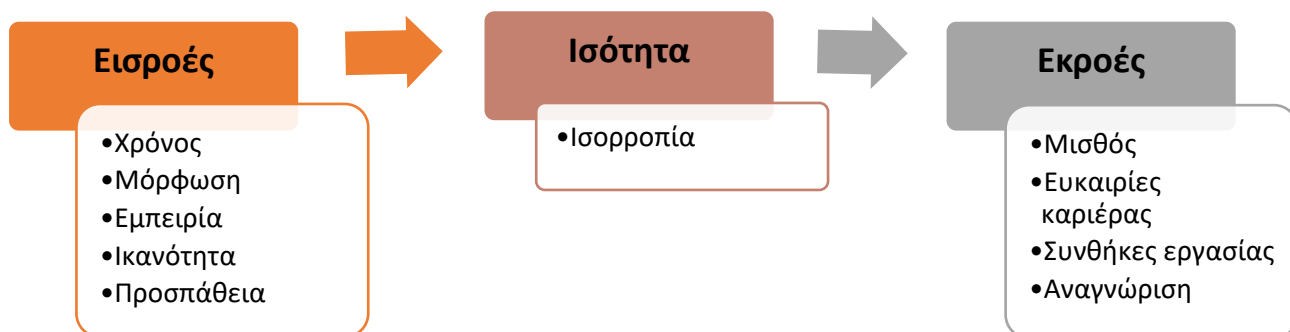 Εισροές
•Χρόνος
•Μόρφωση
•Εμπειρία
•Ικανότητα
•Προσπάθεια
Ισότητα
•Ισορροπία
Εκροές
•Μισθός
•Ευκαιρίες
καριέρας
•Συνθήκες εργασίας
•Αναγνώριση